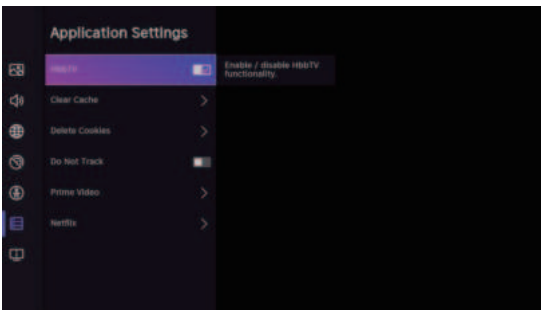 Application Settings
HbbTV
Enable / disable HbbTV
functionality.
Clear Cache
Delete Cookies
Do Not Track
Prime Video
Netflix